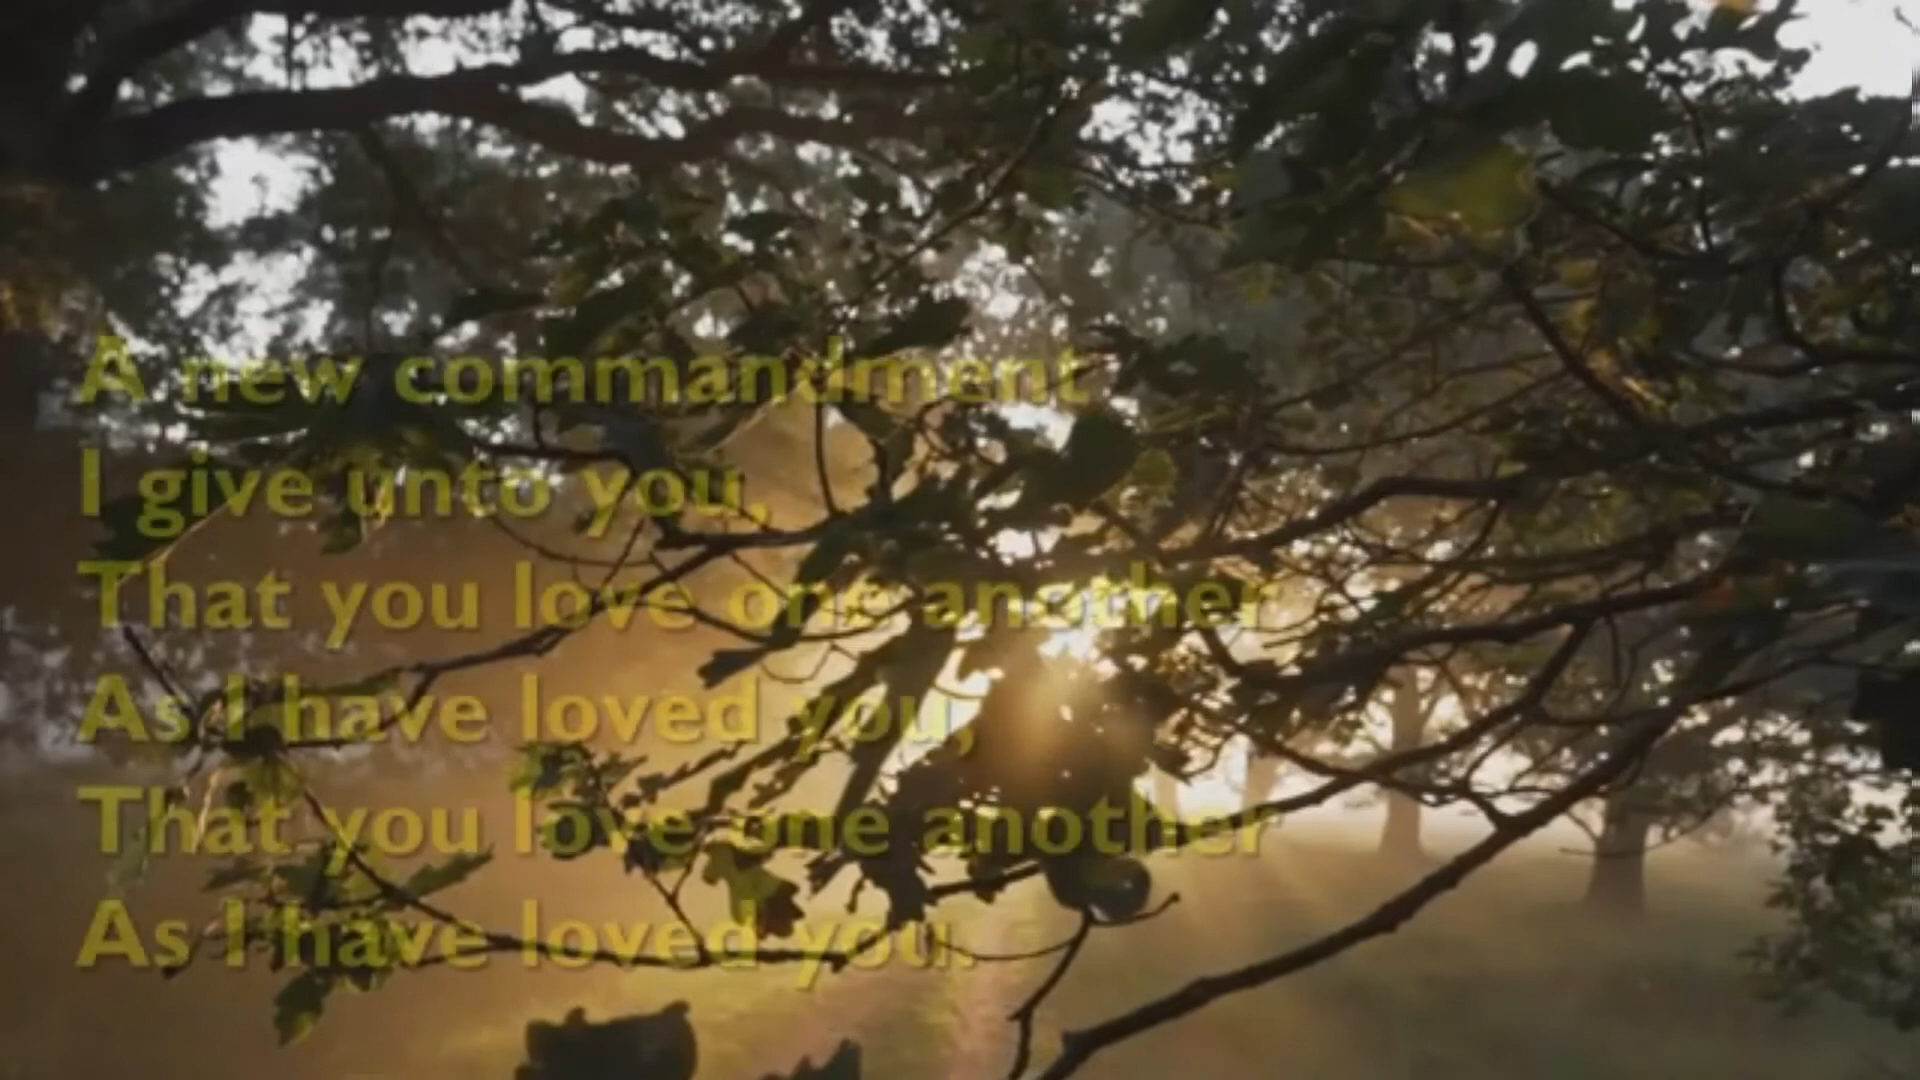 A new commandment
I give unto you,
That you love one another
As I have loved you,
That you love one another
As I have loved you.